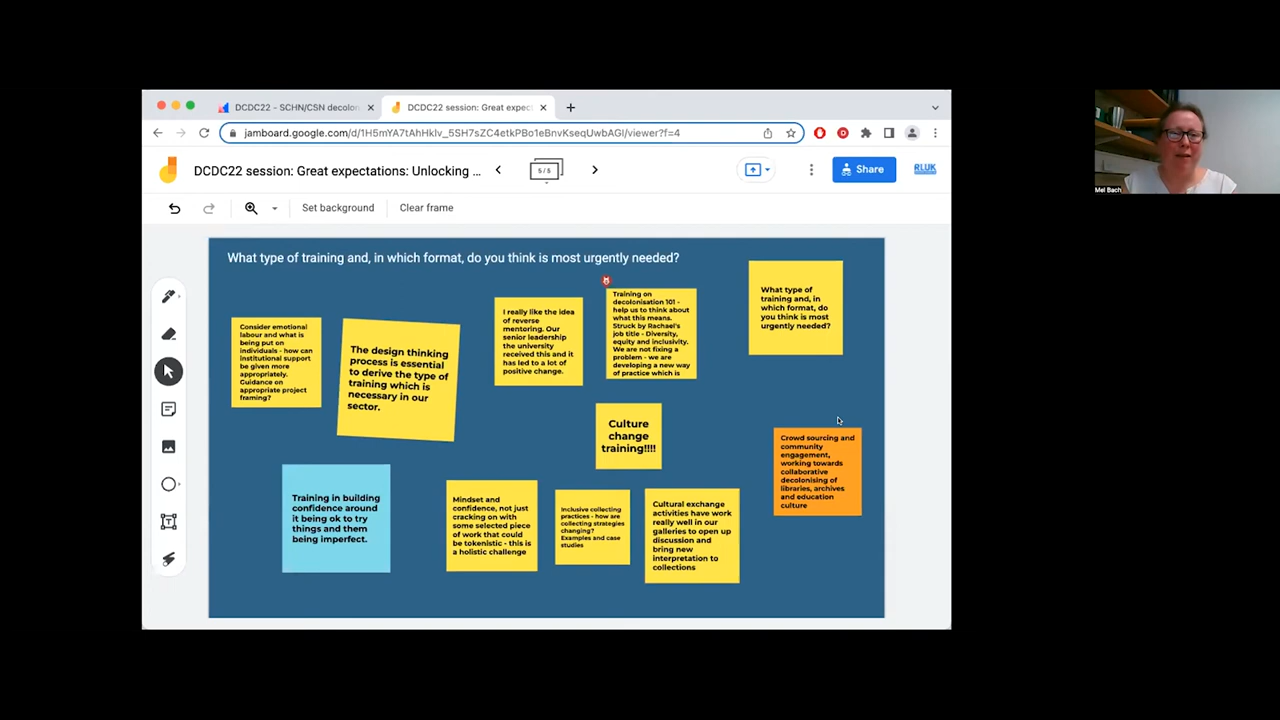 DCDC22 - SCHN/CSN decolon
DCDC22 session: Great expect
jamboard.google.com/d/1H5mYA7tAhHkIv_5SH7sZC4etkPBo1eBnvKseqUwbAGI/viewer?f=4
DCDC22 session: Great expectations: Unlocking ...
5/5
Share
RLUK
Set background
Clear frame
Mel Bach
What type of training and, in which format, do you think is most urgently needed?
Consider emotional
labour and what is
being put on
individuals - how can
institutional support
be given more
appropriately.
Guidance on
appropriate project
framing?
The design thinking
process is essential
to derive the type of
training which is
necessary in our
sector.
I really like the idea
of reverse
mentoring. Our
senior leadership
the university
received this and it
has led to a lot of
positive change.
Training on
decolonisation 101 -
help us to think about
what this means.
Struck by Rachael's
job title - Diversity,
equity and inclusivity.
We are not fixing a
problem - we are
developing a new way
of practice which is
What type of
training and, in
which format, do
you think is most
urgently needed?
Culture
change
training!!!!
Crowd sourcing and
community
engagement,
working towards
collaborative
decolonising of
libraries, archives
and education
culture
Training in building
confidence around
it being ok to try
things and them
being imperfect.
Mindset and
confidence, not just
cracking on with
some selected piece
of work that could
be tokenistic - this is
a holistic challenge
Inclusive collecting
practices - how are
collecting strategies
changing?
Examples and case
studies
Cultural exchange
activities have work
really well in our
galleries to open up
discussion and
bring new
interpretation to
collections